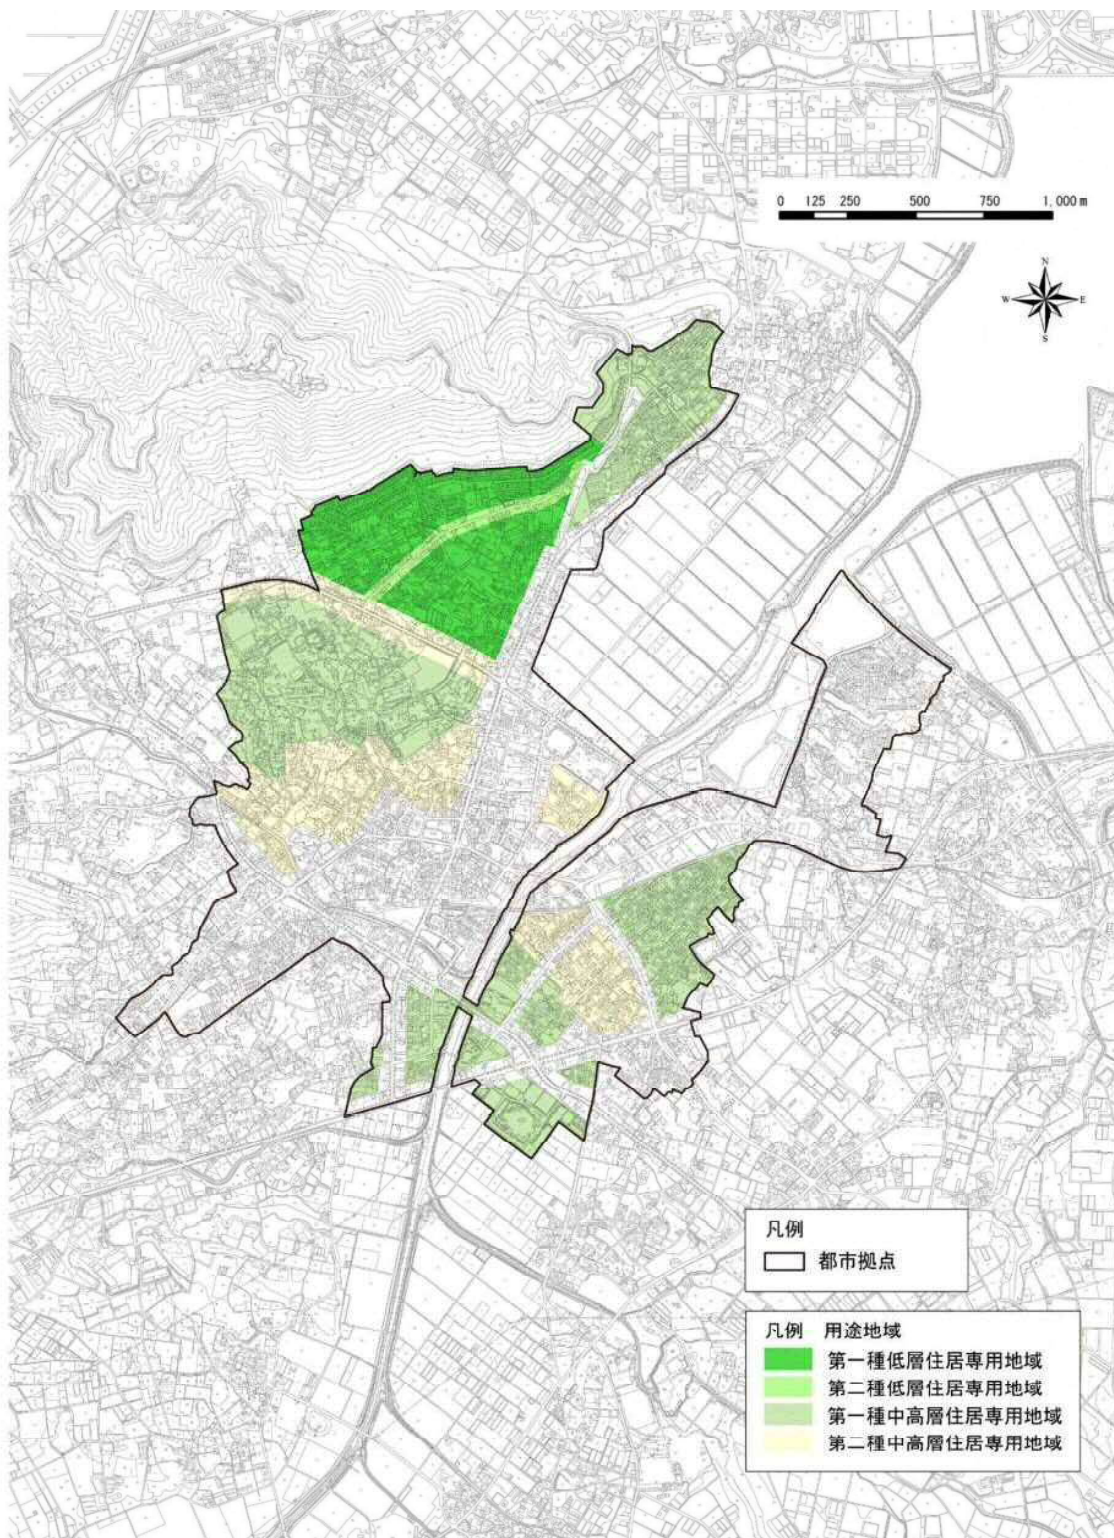 0 125 250 500 750 1,000 m
N
W E
S
凡例
都市拠点
凡例 用途地域
第一種低層住居専用地域
第二種低層住居専用地域
第一種中高層住居専用地域
第二種中高層住居専用地域